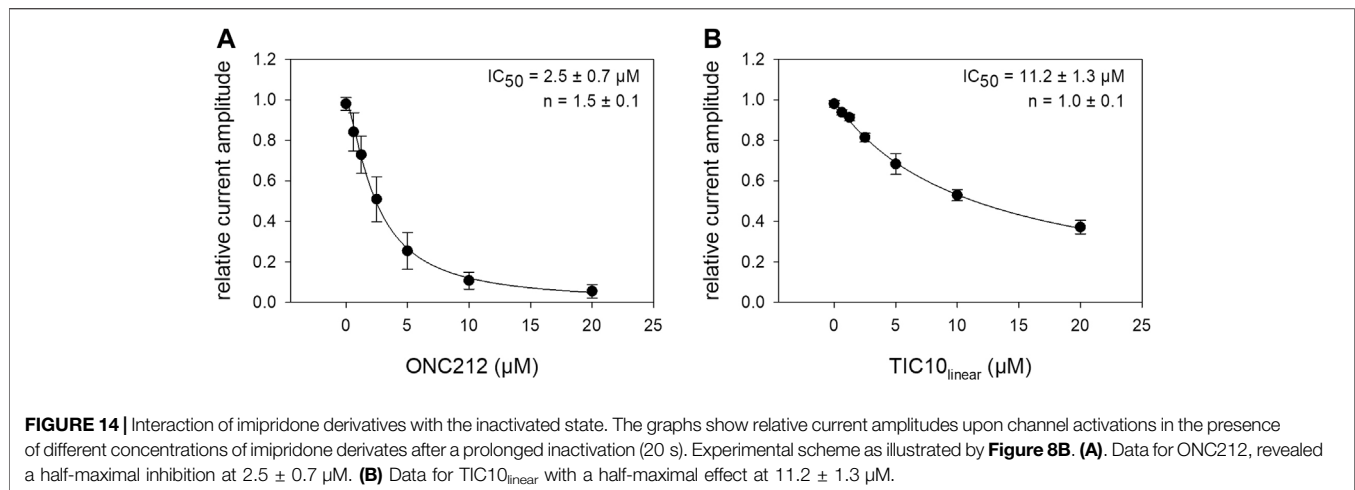 A
1.2
1.0
0.8
0.6
0.4
0.2
0.0
relative current amplitude
IC50 = 2.5 ± 0.7 µM
n = 1.5 ± 0.1
0 5 10 15 20 25
ONC212 (µM)
B
1.2
1.0
0.8
0.6
0.4
0.2
0.0
relative current amplitude
IC50 = 11.2 ± 1.3 µM
n = 1.0 ± 0.1
0 5 10 15 20 25
TIC10linear (µM)
FIGURE 14 | Interaction of imipridone derivatives with the inactivated state. The graphs show relative current amplitudes upon channel activations in the presence
of different concentrations of imipridone derivates after a prolonged inactivation (20 s). Experimental scheme as illustrated by Figure 8B. (A). Data for ONC212, revealed
a half-maximal inhibition at 2.5 ± 0.7 µM. (B) Data for TIC10linear with a half-maximal effect at 11.2 ± 1.3 µM.